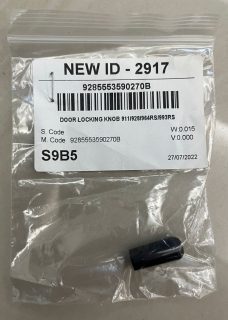 NEW ID - 2917
9285553590270B
DOOR LOCKING KNOB 911/928/964RS/993RS
S. Code W:0.015
M. Code 9285553590270B V:0.000
S9B5 27/07/2022